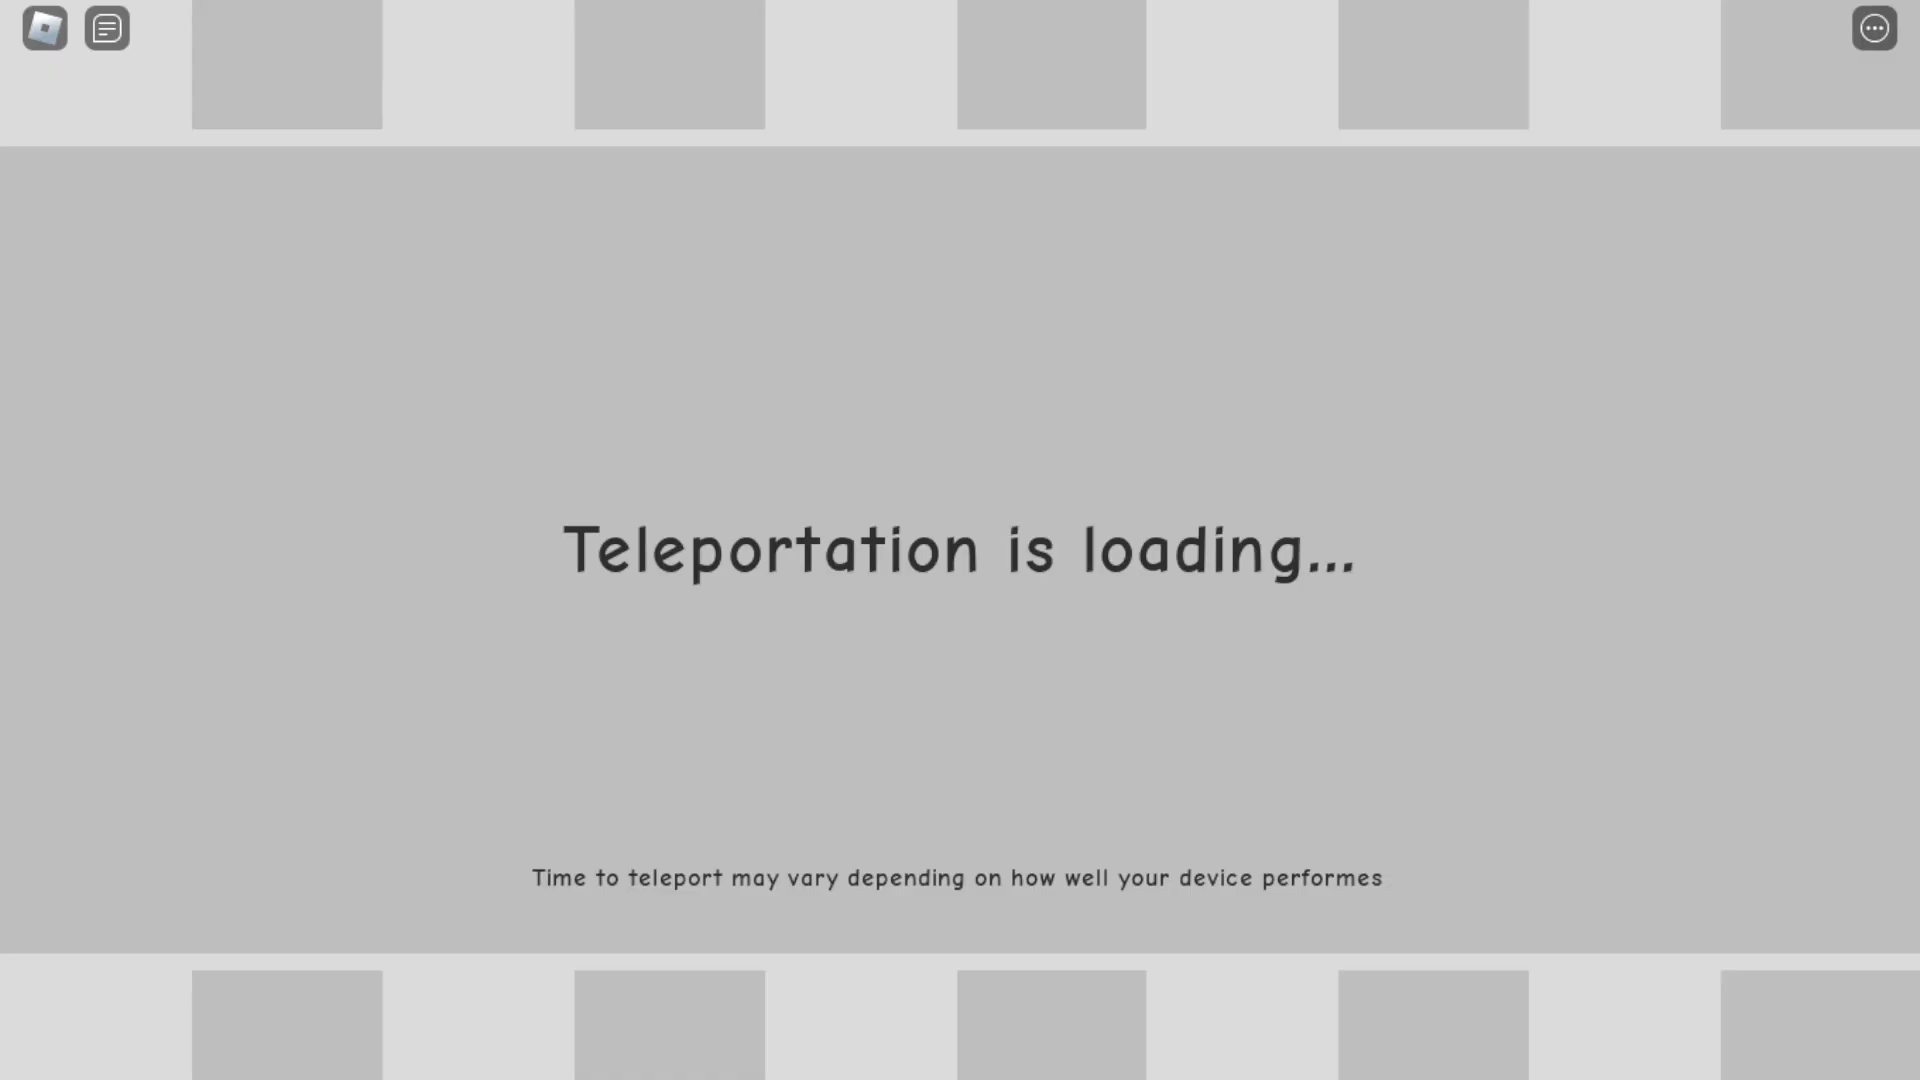 Teleportation is loading...
Time to teleport may vary depending on how well your device performes